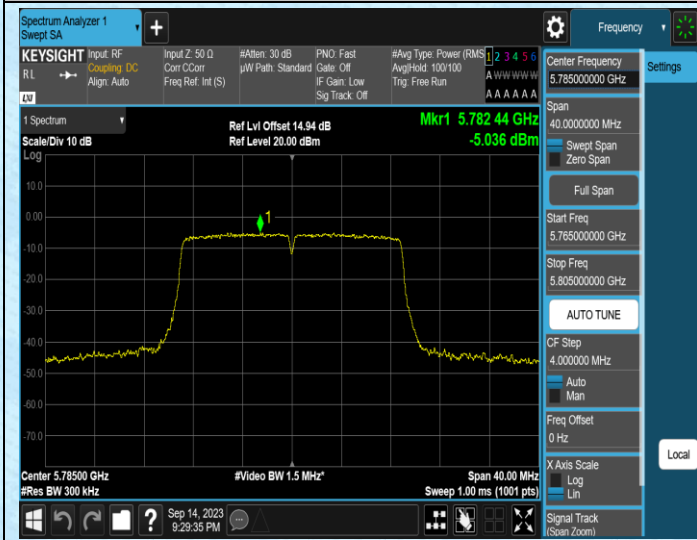 Spectrum Analyzer 1
Swept SA
Frequency
KEYSIGHT
RL
LXI
Input: RF
Coupling: DC
Align: Auto
Input Z: 50 Ω
Corr CCorr
Freq Ref: Int (S)
#Atten: 30 dB
µW Path: Standard
PNO: Fast
Gate: Off
IF Gain: Low
Sig Track: Off
#Avg Type: Power (RMS
Avg|Hold: 100/100
Trig: Free Run
1 2 3 4 5 6
A W W W W W
A A A A A A
1 Spectrum
Scale/Div 10 dB
Log
Ref Lvl Offset 14.94 dB
Ref Level 20.00 dBm
Mkr1 5.782 44 GHz
-5.036 dBm
10.0
0.00
-10.0
-20.0
-30.0
-40.0
-50.0
-60.0
-70.0
1
Center 5.78500 GHz
#Res BW 300 kHz
#Video BW 1.5 MHz*
Span 40.00 MHz
Sweep 1.00 ms (1001 pts)
Sep 14, 2023
9:29:35 PM
Center Frequency
5.785000000 GHz
Span
40.0000000 MHz
Swept Span
Zero Span
Full Span
Start Freq
5.765000000 GHz
Stop Freq
5.805000000 GHz
AUTO TUNE
CF Step
4.000000 MHz
Auto
Man
Freq Offset
0 Hz
X Axis Scale
Log
Lin
Signal Track
(Span Zoom)
Settings
Local